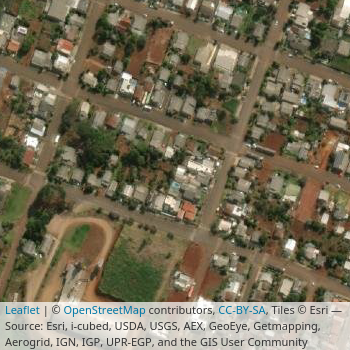 Leaflet | © OpenStreetMap contributors, CC-BY-SA, Tiles © Esri —
Source: Esri, i-cubed, USDA, USGS, AEX, GeoEye, Getmapping,
Aerogrid, IGN, IGP, UPR-EGP, and the GIS User Community